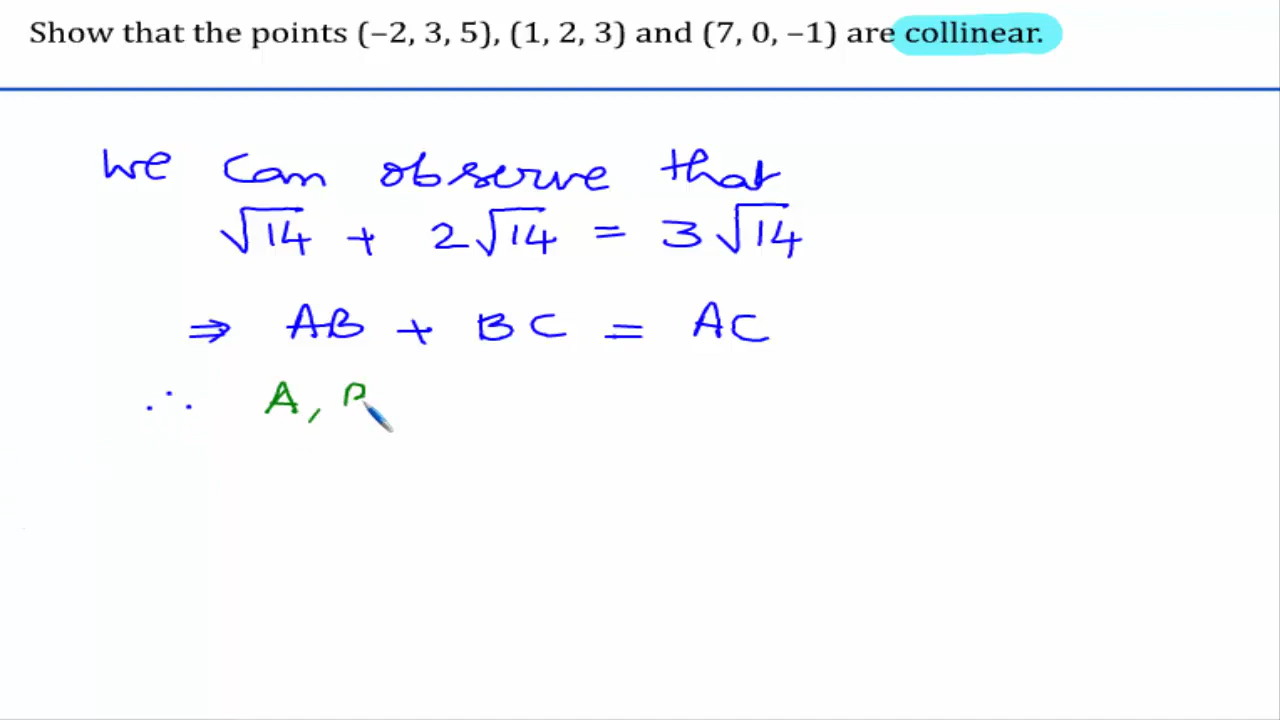 Show that the points (–2, 3, 5), (1, 2, 3) and (7, 0, –1) are collinear.
We can observe that
√14 + 2√14 = 3√14
⇒ AB + BC = AC
∴ A, B